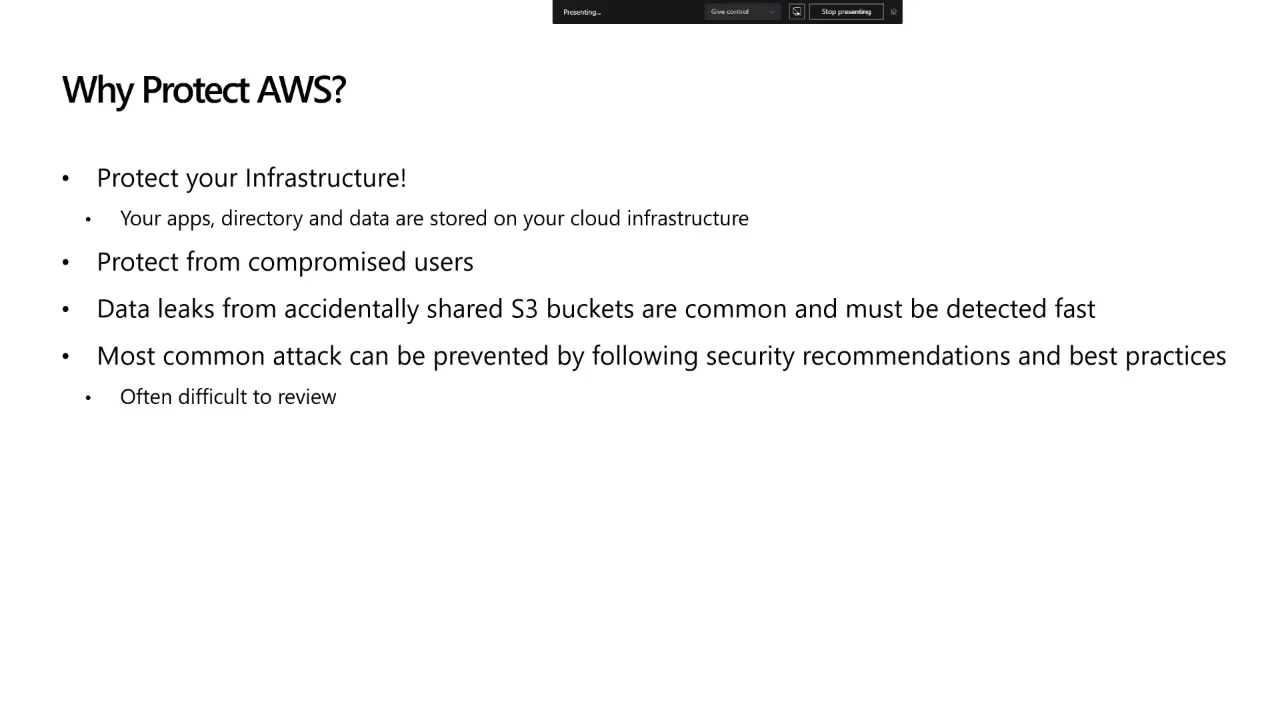 Presenting...
Give control
Stop presenting
Why Protect AWS?
• Protect your Infrastructure!
• Your apps, directory and data are stored on your cloud infrastructure
• Protect from compromised users
• Data leaks from accidentally shared S3 buckets are common and must be detected fast
• Most common attack can be prevented by following security recommendations and best practices
• Often difficult to review